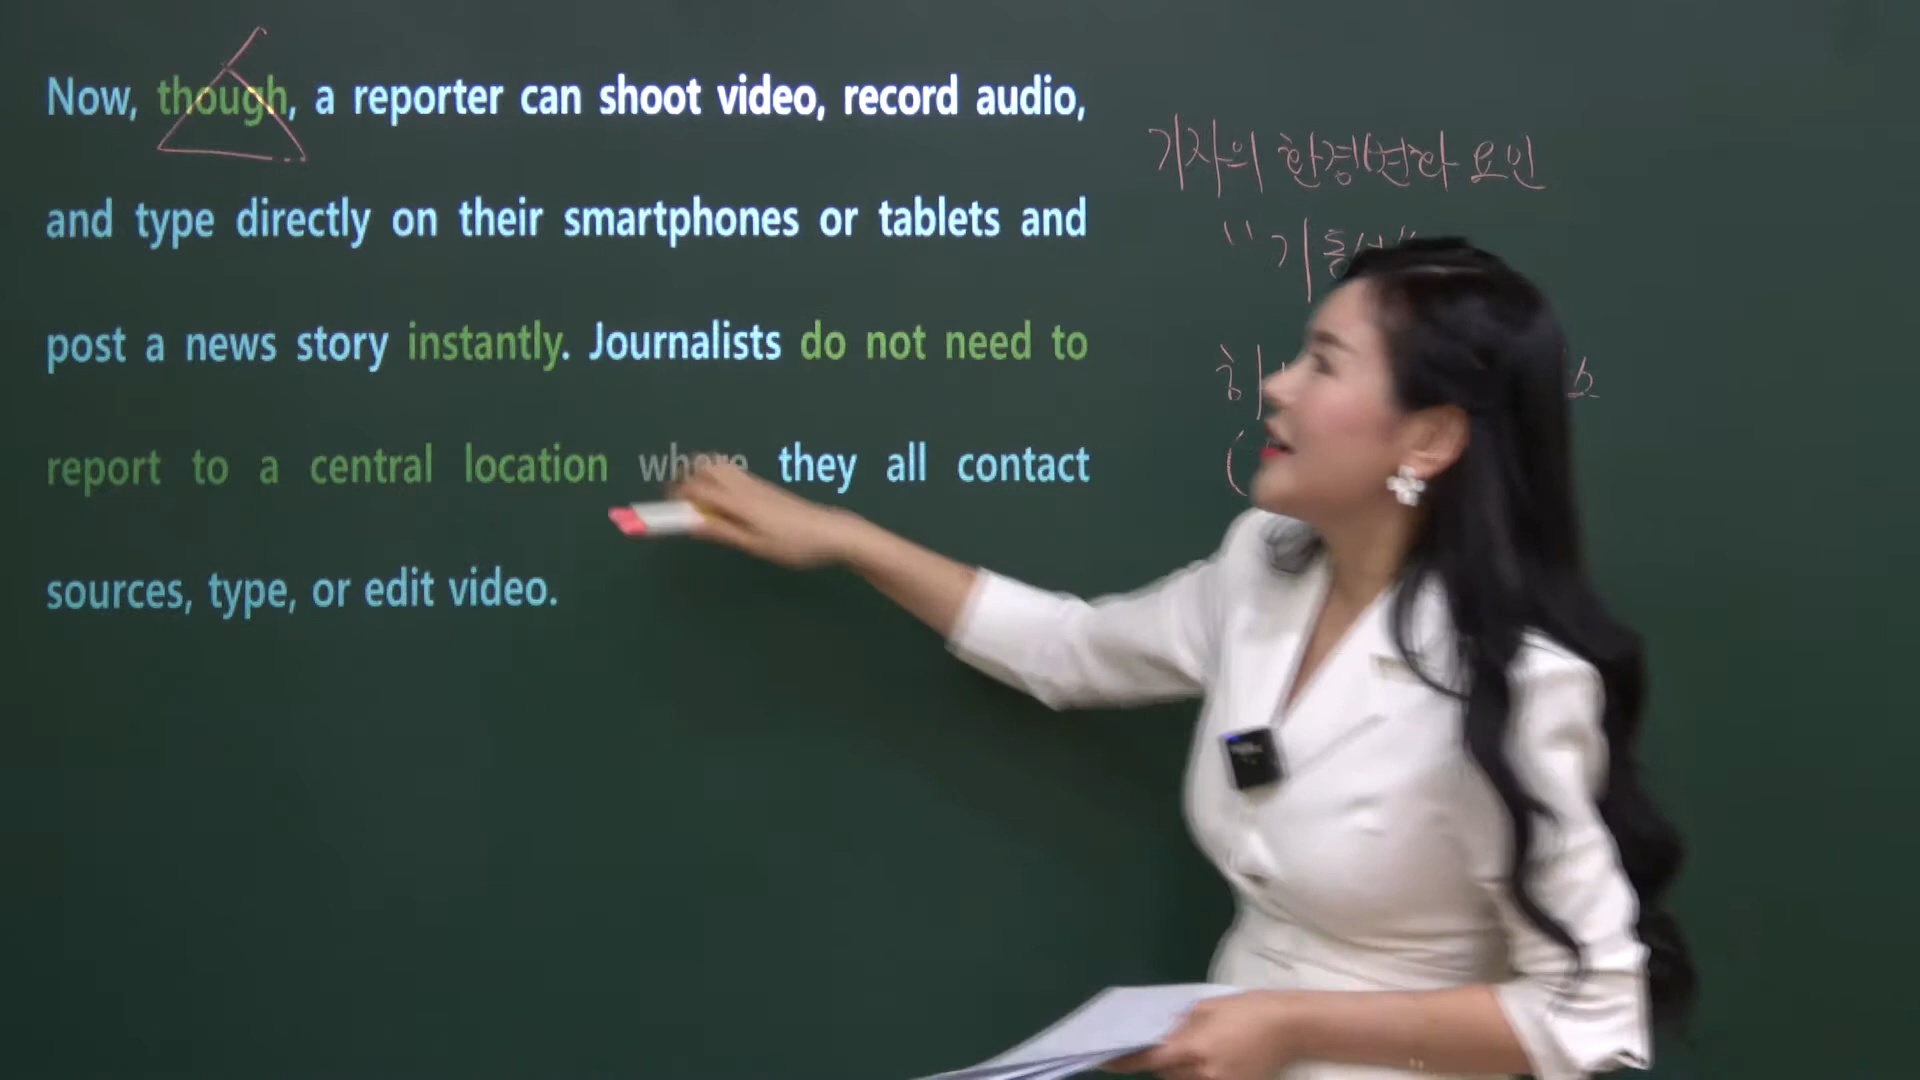 Now, though, a reporter can shoot video, record audio,
and type directly on their smartphones or tablets and
post a news story instantly. Journalists do not need to
report to a central location where they all contact
sources, type, or edit video.
기자의 환경변화 요인